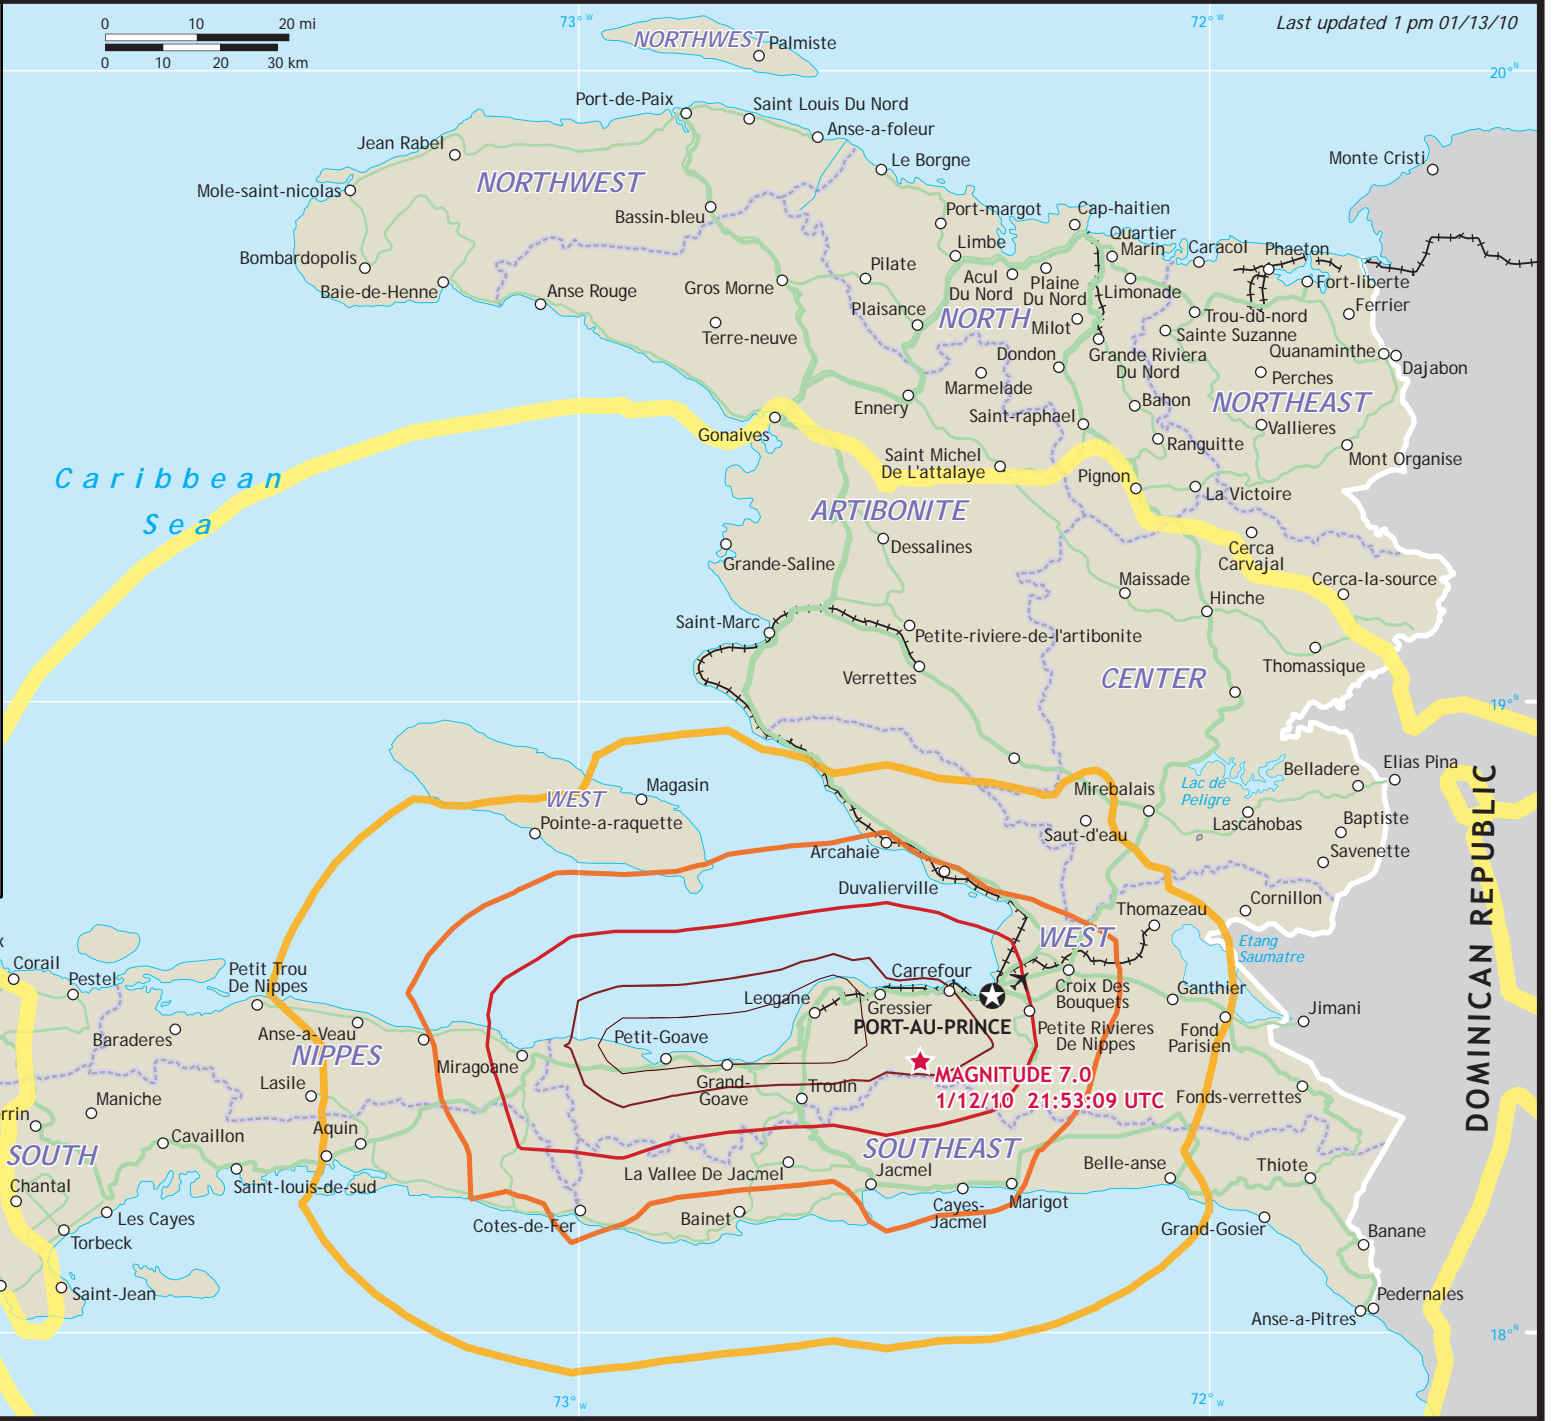 0 10 20 mi
0 10 20 30 km
73° W
72° W
Last updated 1 pm 01/13/10
20° N
NORTHWEST
Palmiste
Port-de-Paix
Saint Louis Du Nord
Anse-a-foleur
Jean Rabel
Le Borgne
Monte Cristi
Mole-saint-nicolas
NORTHWEST
Bassin-bleu
Port-margot
Cap-haitien
Quartier
Marin
Caracol
Phaeton
Limbe
Bombardopolis
Baie-de-Henne
Anse Rouge
Gros Morne
Pilate
Acul
Du Nord
Plaine
Du Nord
Limonade
Fort-liberte
Ferrier
Plaisance
NORTH
Milot
Trou-du-nord
Sainte Suzanne
Terre-neuve
Dondon
Grande Riviera
Du Nord
Quanaminthe
Dajabon
Marmelade
Perches
Ennery
Saint-raphael
Bahon
NORTHEAST
Gonaives
Vallieres
Ranguitte
Saint Michel
De L'attalaye
Mont Organise
Pignon
La Victoire
Caribbean
Sea
ARTIBONITE
Dessalines
Grande-Saline
Cerca
Carvajal
Maissade
Cerca-la-source
Hinche
Saint-Marc
Petite-riviere-de-l'artibonite
Thomassique
Verrettes
CENTER
19° N
Magasin
WEST
Pointe-a-raquette
Mirebalais
Lac de
Peligre
Belladere
Elias Pina
Saut-d'eau
Lascahobas
Baptiste
Savenette
Arcahaie
Duvalierville
Cornillon
Thomazeau
WEST
Etang
Saumatre
DOMINICAN REPUBLIC
x
Corail
Pestel
Petit Trou
De Nippes
Carrefour
Leogane
Gressier
Croix Des
Bouquets
Ganthier
Jimani
PORT-AU-PRINCE
Petite Rivieres
De Nippes
Fond
Parisien
Baraderes
Anse-a-Veau
NIPPES
Miragoane
Petit-Goave
Grand-
Goave
Trouin
MAGNITUDE 7.0
1/12/10 21:53:09 UTC
Fonds-verrettes
Lasile
Maniche
rrin
Cavaillon
Aquin
SOUTH
SOUTHEAST
La Vallee De Jacmel
Jacmel
Belle-anse
Thiote
Chantal
Saint-louis-de-sud
Les Cayes
Torbeck
Cotes-de-Fer
Bainet
Cayes-
Jacmel
Marigot
Grand-Gosier
Banane
Saint-Jean
Pedernales
Anse-a-Pitres
18° N
73° W
72° W